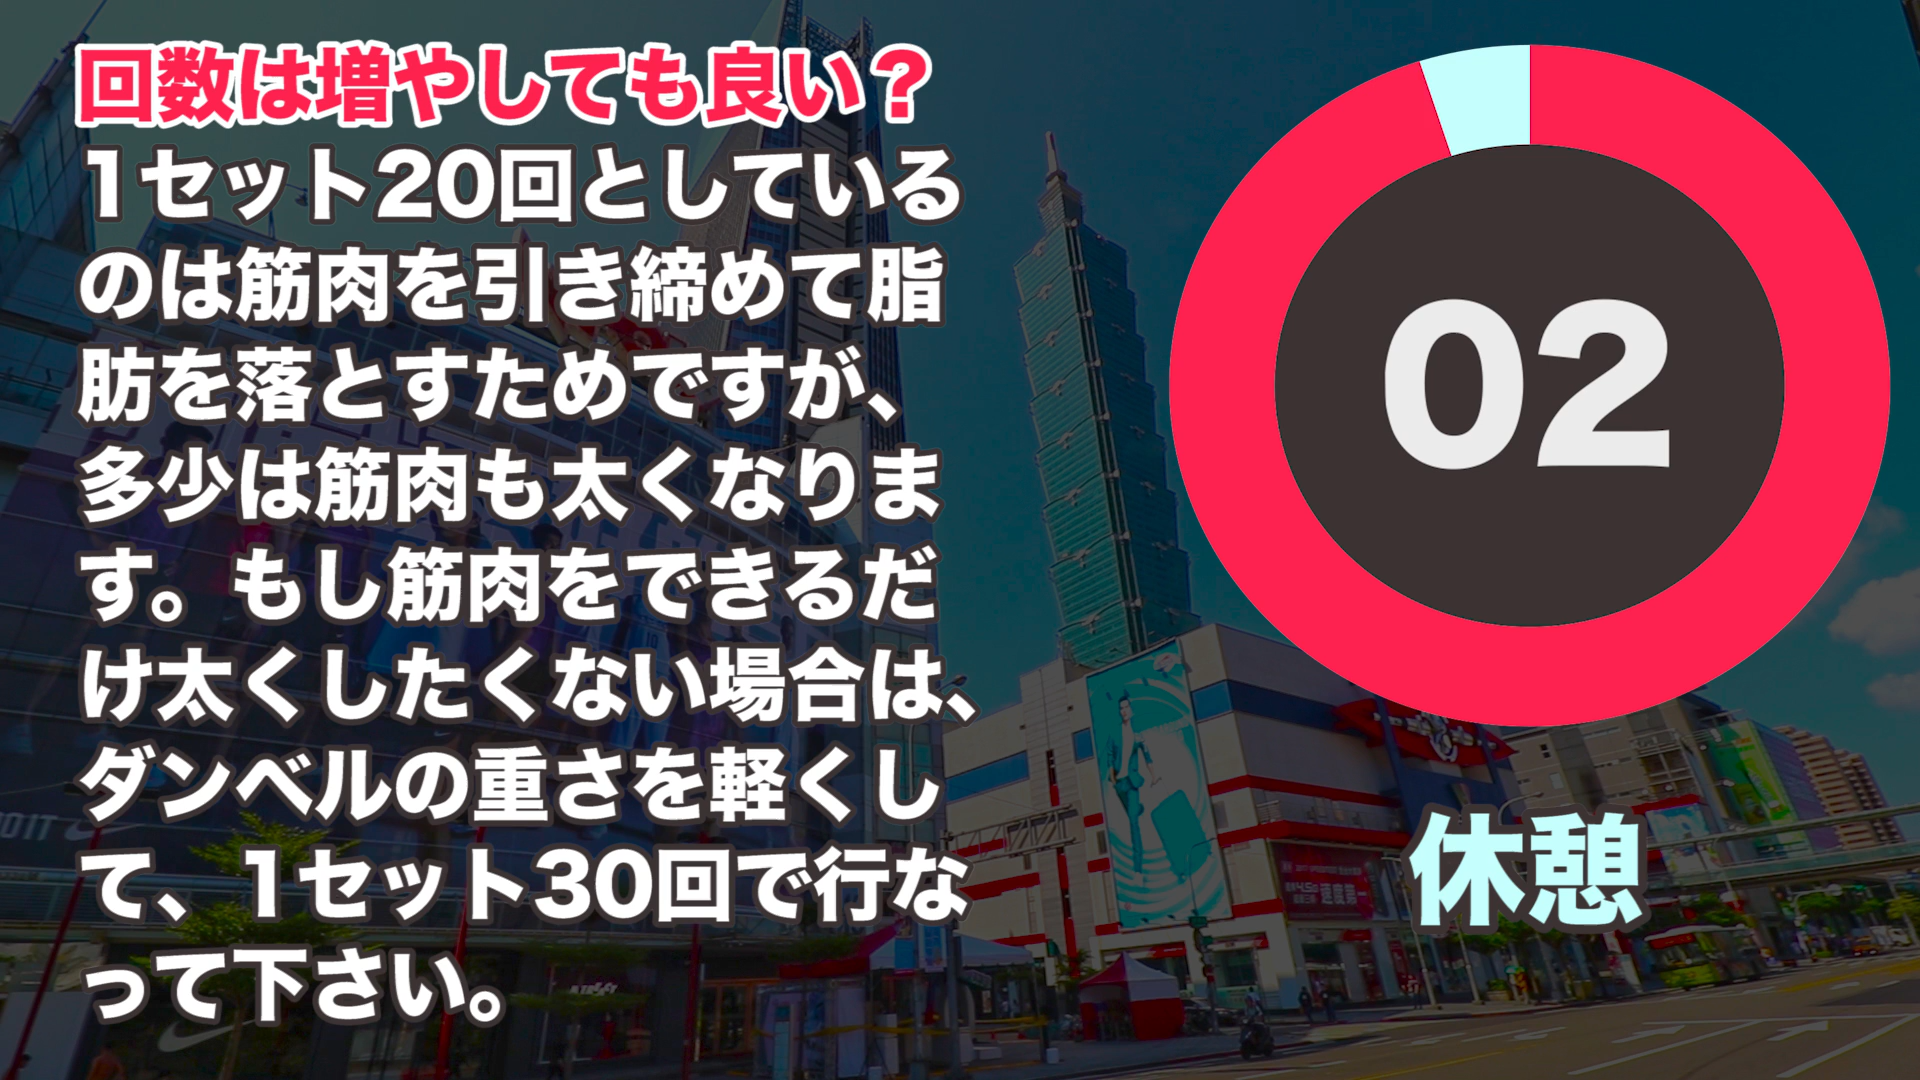 回数は増やしても良い？
1セット20回としている
のは筋肉を引き締めて脂
肪を落とすためですが、
多少は筋肉も太くなりま
す。もし筋肉をできるだ
け太くしたくない場合は、
ダンベルの重さを軽くし
て、1セット30回で行な
って下さい。
02
休憩
速度第一